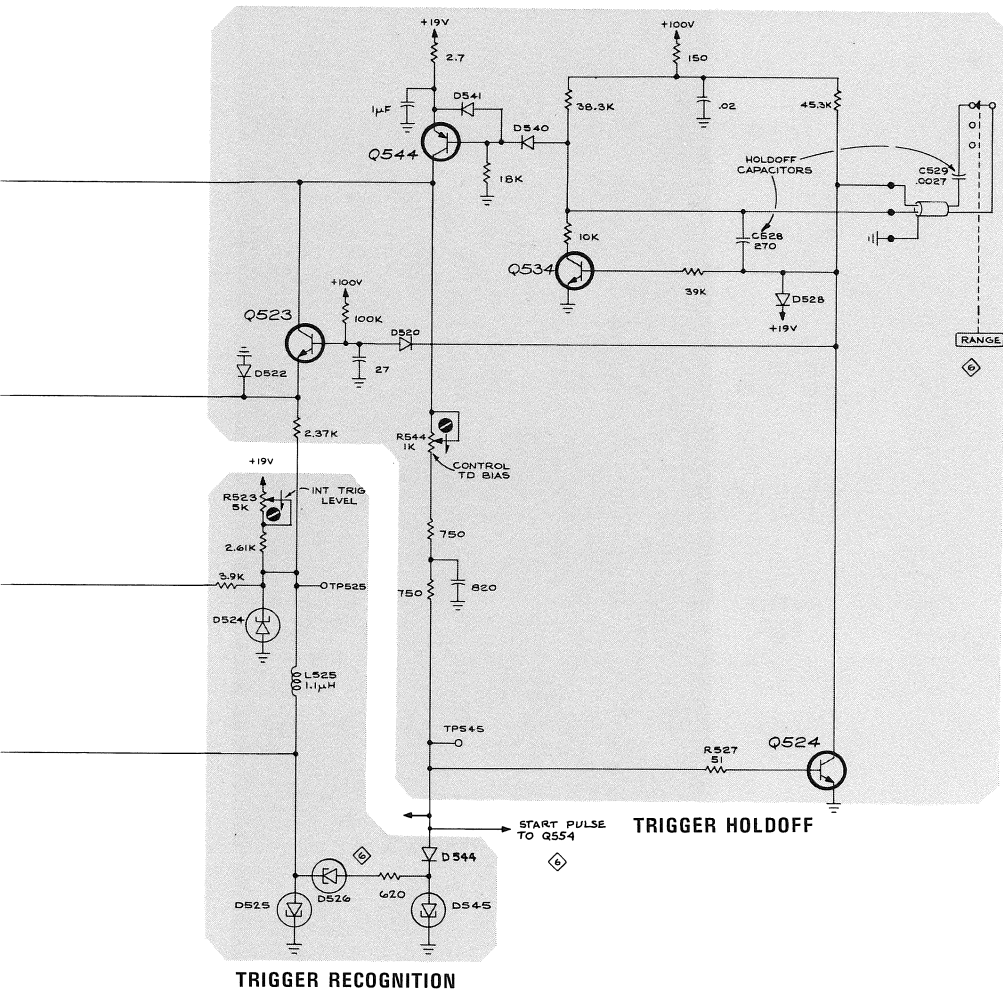 +19V
2.7
+100V
150
D541
1µF
.02
38.3K
45.3K
D540
Q544
18K
HOLDOFF
CAPACITORS
C529
.0027
10K
C528
270
Q534
39K
D528
+19V
+100V
100K
Q523
D520
27
D522
RANGE
6
2.37K
R544
1K
CONTROL
TD BIAS
+19V
R523
5K
INT TRIG
LEVEL
2.61K
750
3.9K
TP525
750
820
D524
L525
1.1µH
TP545
R527
51
Q524
START PULSE
TO Q554
TRIGGER HOLDOFF
6
6
D544
D525
D526
620
D545
TRIGGER RECOGNITION